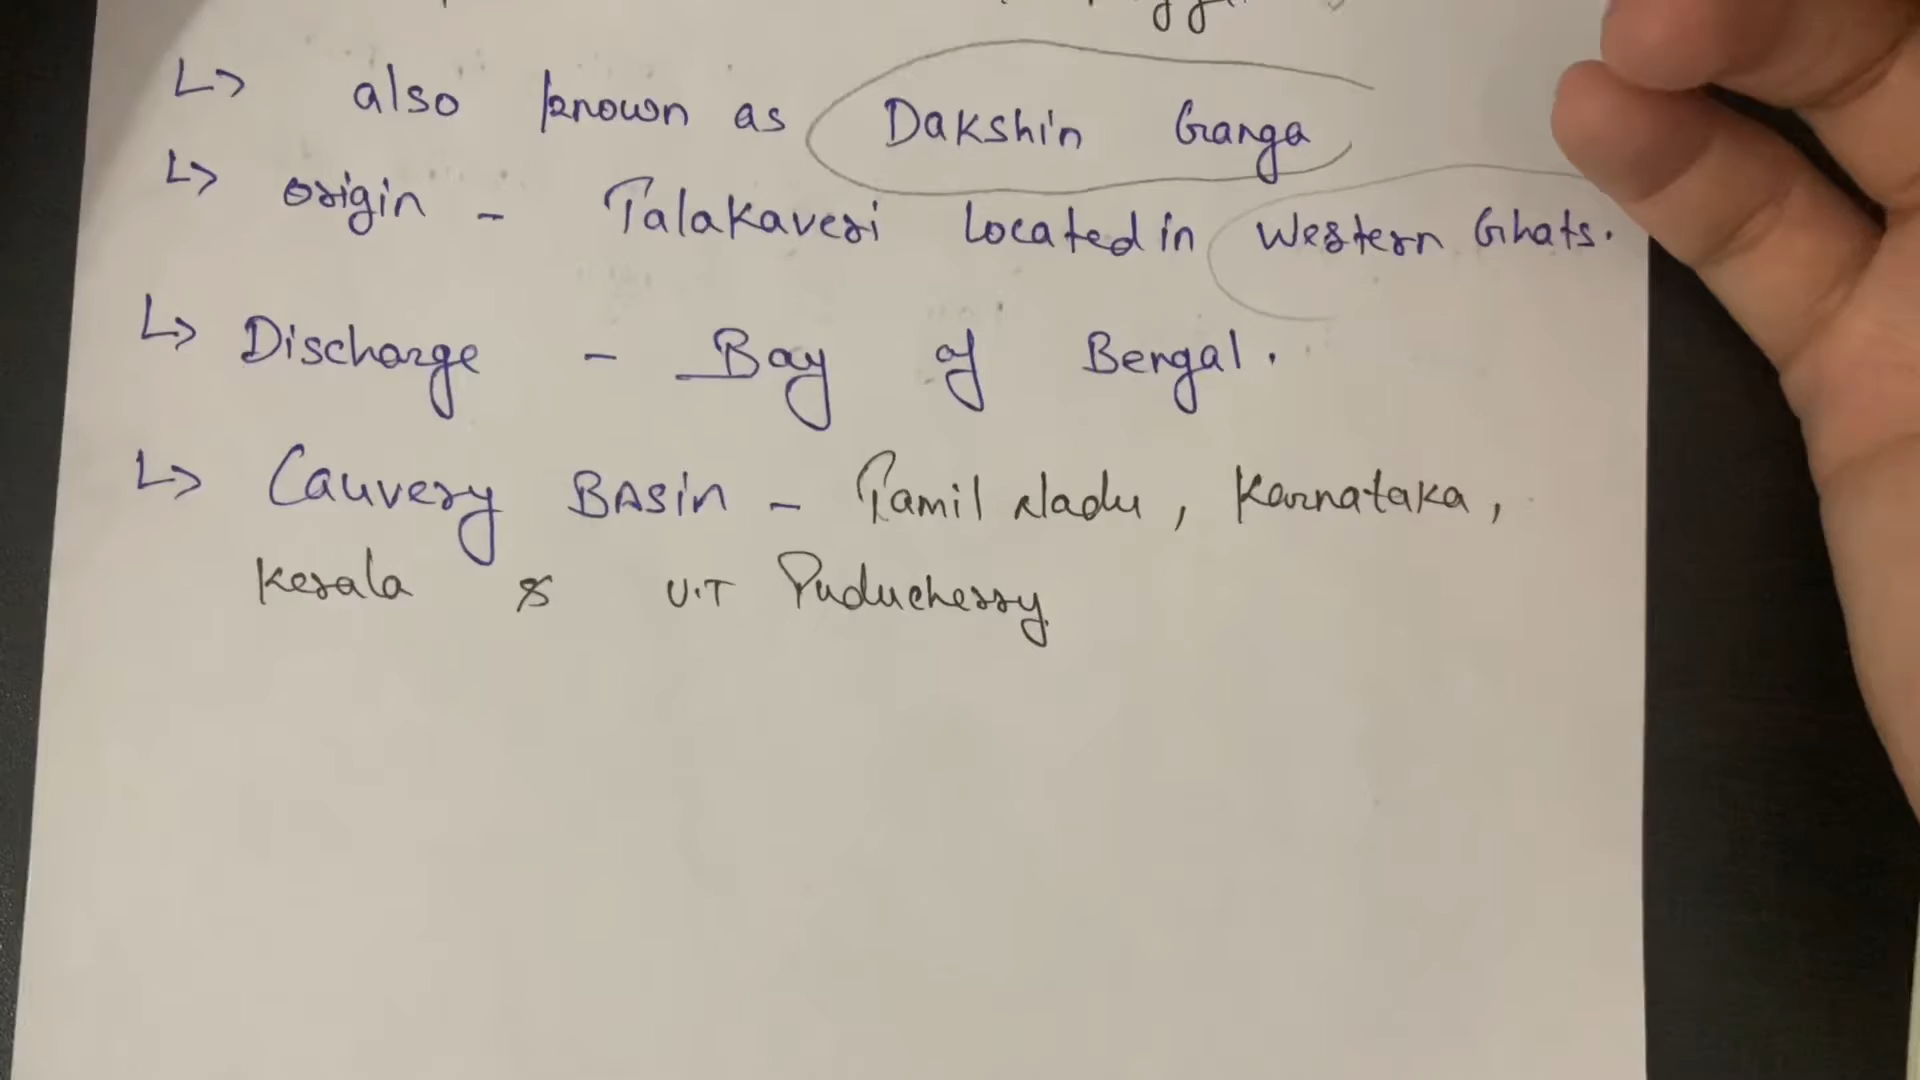 ↳ also known as Dakshin Ganga
↳ origin - Talakaveri Located in Western Ghats.
↳ Discharge - Bay of Bengal.
↳ Cauvery BASIN - Tamil Nadu, Karnataka,
Kerala & U.T Puducherry